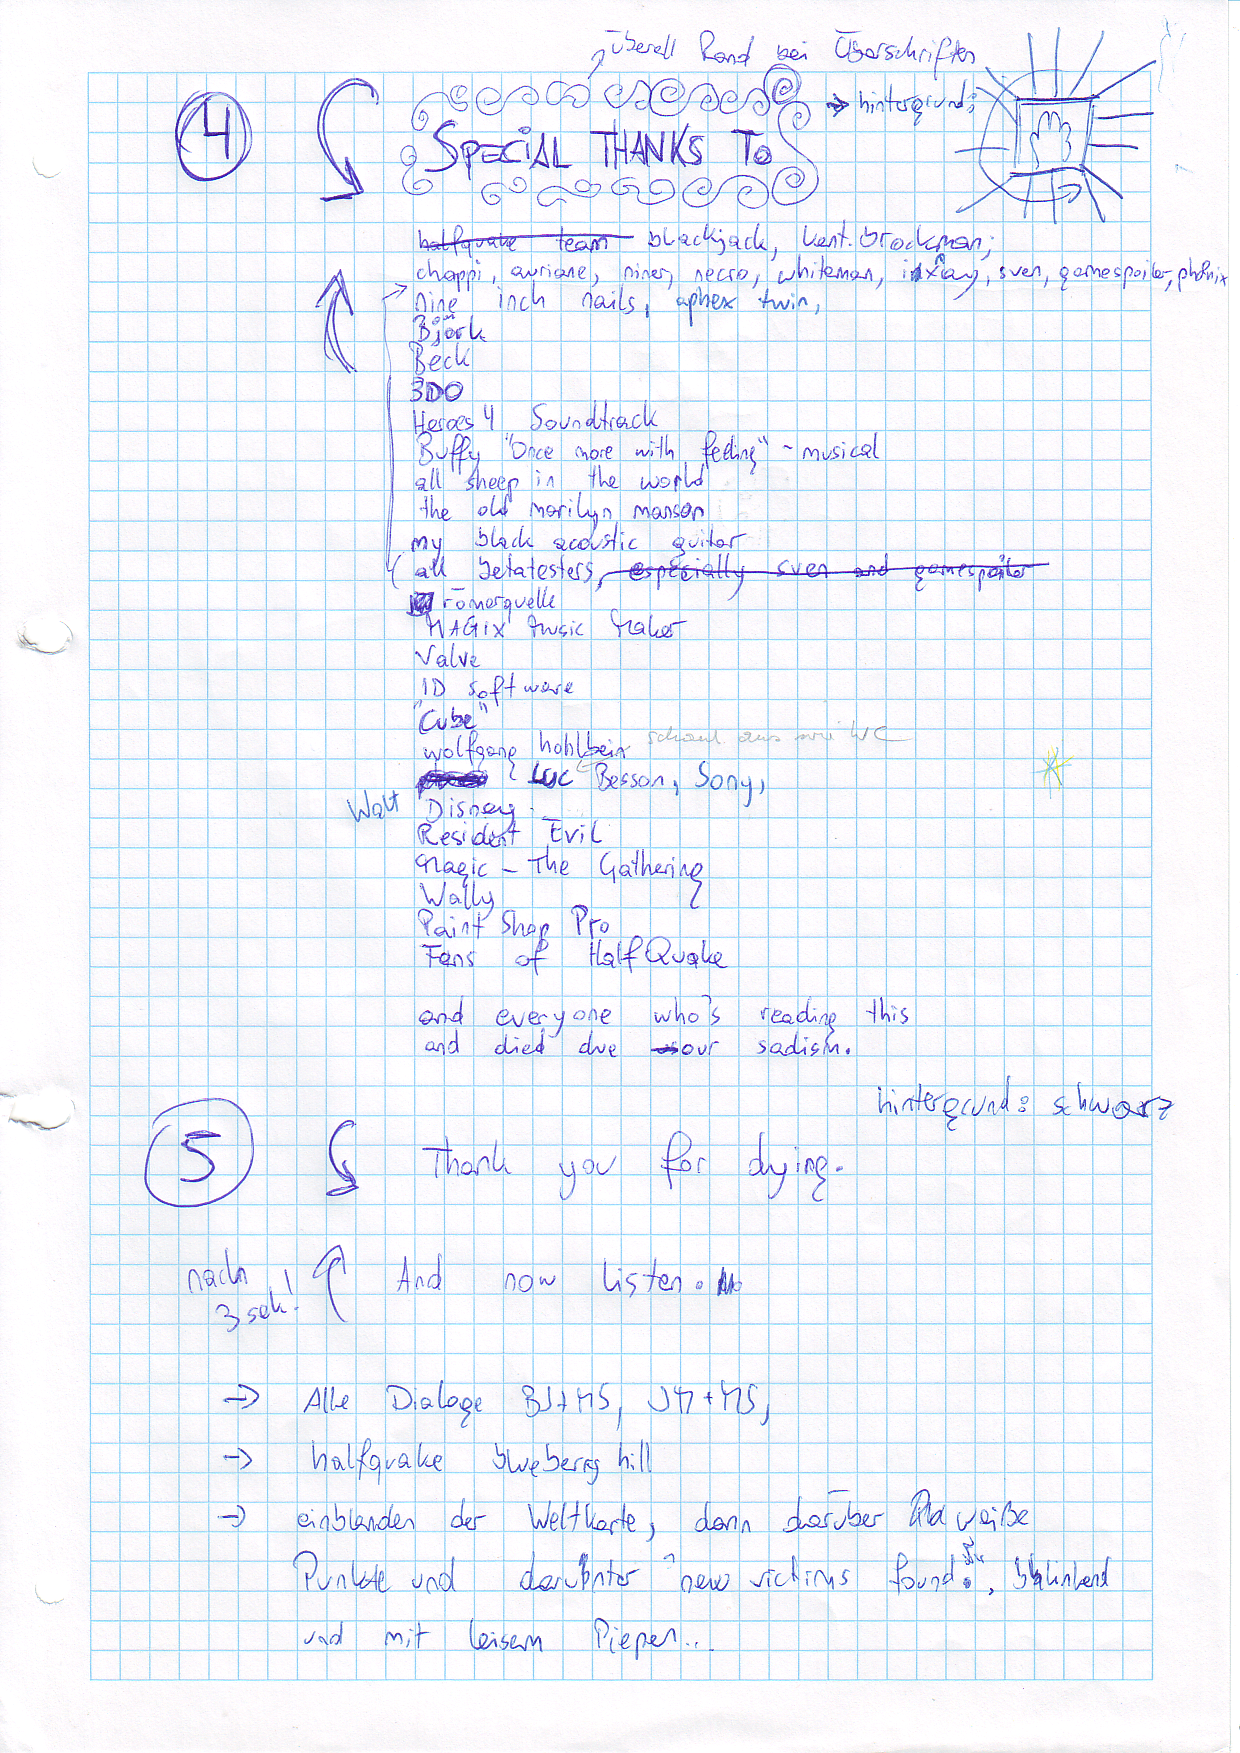 überall Rand bei Überschriften
→ hintergrund:
4
SPECIAL THANKS TO
halfquake team blackjack, kent brockman,
chappi, auriane, niner, necro, whiteman, sven, gamespoiler, phönix
nine inch nails, aphex twin,
Björk
Beck
3DO
Heroes 4 Soundtrack
Buffy "Once more with feeling" - musical
all sheep in the world
the old marilyn manson
my black acoustic guitar
all betatesters, especially sven and gamespoiler
römerquelle
MAGIX Music Maker
Valve
ID software
"Cube"
wolfgang hohlbein schaut aus wie WC
Luc Besson, Sony,
Walt Disney
Resident Evil
Magic - The Gathering
Wally
Paint Shop Pro
Fans of HalfQuake
and everyone who's reading this
and died due our sadism.
hintergrund: schwarz
5
Thank you for dying.
nach
3 sek!
And now listen.
→ Alle Dialoge BJ+MS, JM+MS,
→ halfquake blueberry hill
→ einblenden der Weltkarte, dann darüber weiße
Punkte und darunter "new victims found:", blinkend
und mit leisem Piepen...